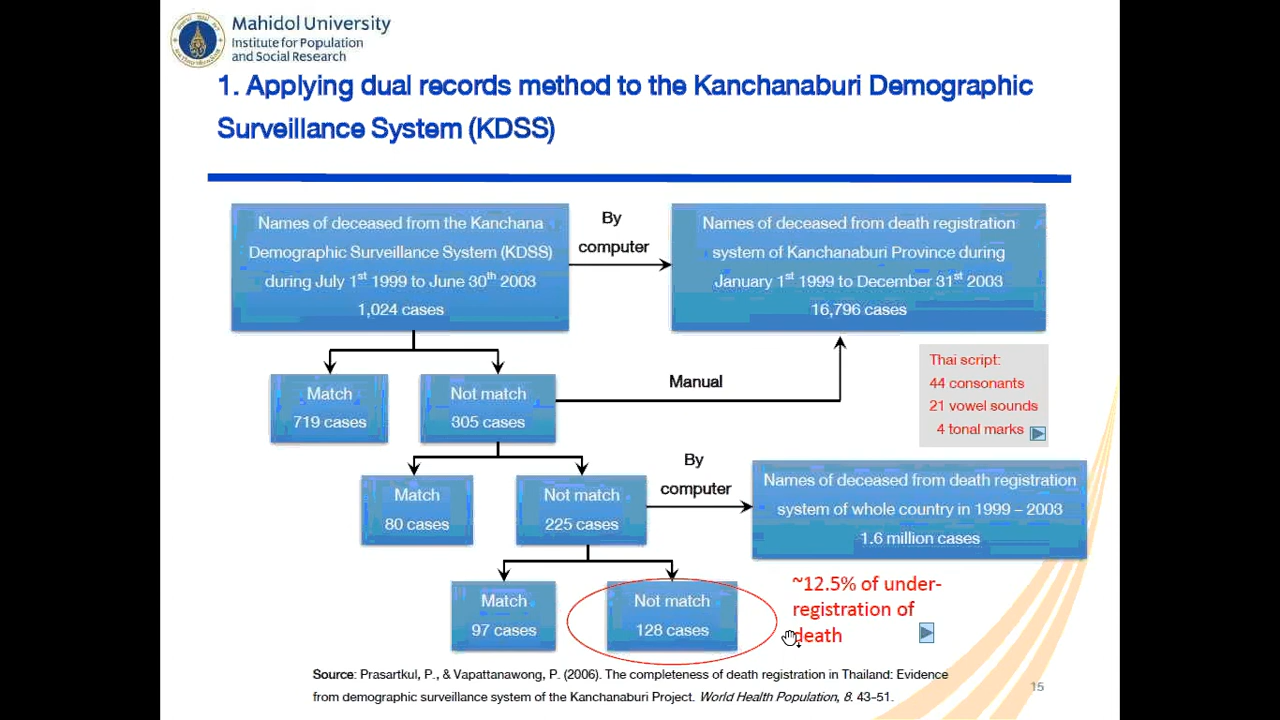 Mahidol University
Institute for Population
and Social Research
1. Applying dual records method to the Kanchanaburi Demographic
Surveillance System (KDSS)
Names of deceased from the Kanchana
Demographic Surveillance System (KDSS)
during July 1st 1999 to June 30th 2003
1,024 cases
By
computer
Names of deceased from death registration
system of Kanchanaburi Province during
January 1st 1999 to December 31st 2003
16,796 cases
Match
719 cases
Not match
305 cases
Manual
Thai script:
44 consonants
21 vowel sounds
4 tonal marks
Match
80 cases
Not match
225 cases
By
computer
Names of deceased from death registration
system of whole country in 1999 – 2003
1.6 million cases
Match
97 cases
Not match
128 cases
~12.5% of under-
registration of
death
Source: Prasartkul, P., & Vapattanawong, P. (2006). The completeness of death registration in Thailand: Evidence
from demographic surveillance system of the Kanchanaburi Project. World Health Population, 8. 43–51.
15